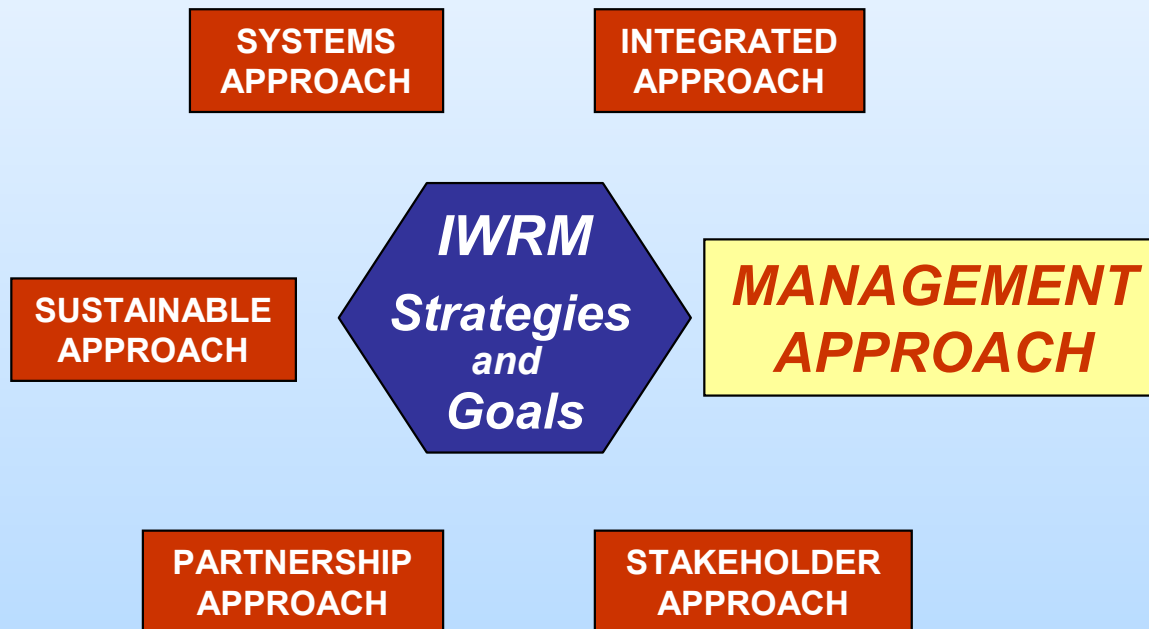 SYSTEMS
APPROACH
INTEGRATED
APPROACH
IWRM
Strategies
and
Goals
MANAGEMENT
APPROACH
SUSTAINABLE
APPROACH
PARTNERSHIP
APPROACH
STAKEHOLDER
APPROACH